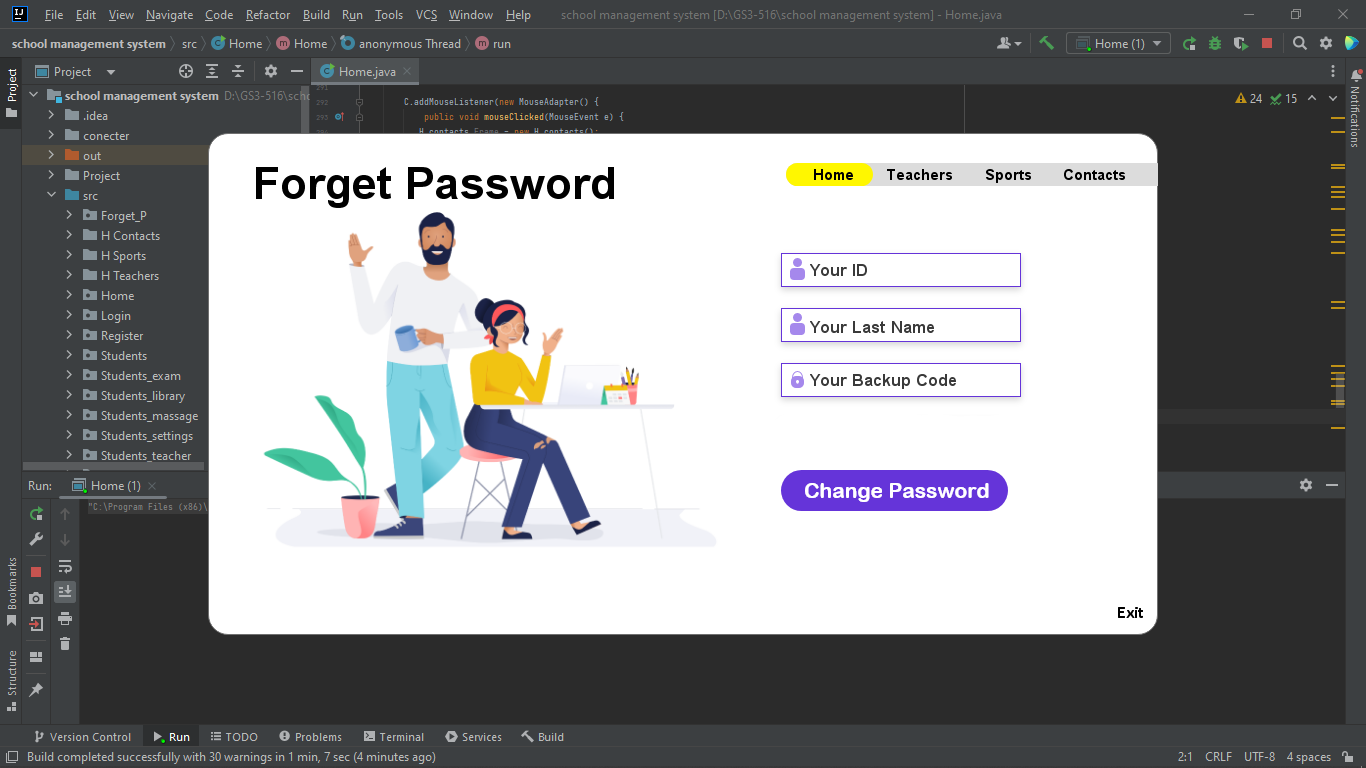 File Edit View Navigate Code Refactor Build Run Tools VCS Window Help school management system [D:\GS3-516\school management system] - Home.java
school management system src Home Home anonymous Thread run Home (1)
Project Project Home.java
school management system D:\GS3-516\scho
.idea
conecter
out
Project
src
Forget_P
H Contacts
H Sports
H Teachers
Home
Login
Register
Students
Students_exam
Students_library
Students_massage
Students_settings
Students_teacher
291
292 C.addMouseListener(new MouseAdapter() {
293 public void mouseClicked(MouseEvent e) {
H_contacts Frame = new H_contacts();
24 15
Notifications
Forget Password
Home Teachers Sports Contacts
Your ID
Your Last Name
Your Backup Code
Change Password
Exit
Run: Home (1)
"C:\Program Files (x86)\
Bookmarks
Structure
Version Control Run TODO Problems Terminal Services Build
Build completed successfully with 30 warnings in 1 min, 7 sec (4 minutes ago) 2:1 CRLF UTF-8 4 spaces